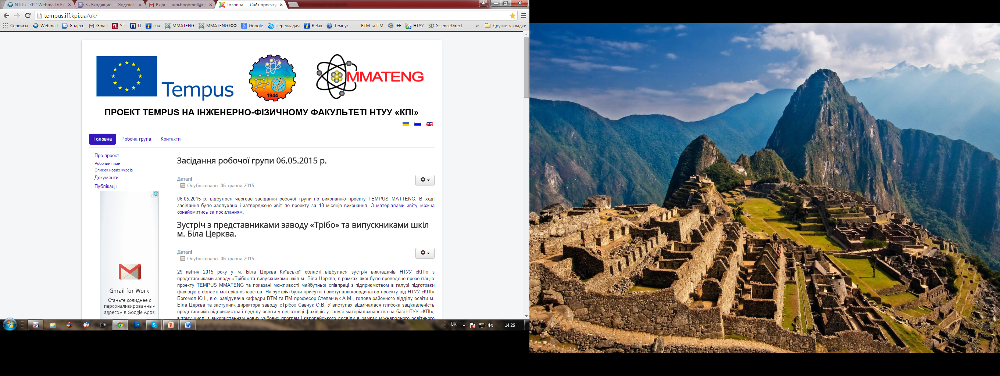 NTUU "KPI" Webmail :: Вх
3 · Входящие — Яндекс.П
Вхідні - iurii.bogomol@gr
Головна — Сайт проекту
tempus.iff.kpi.ua/uk/
Сервисы Webmail Яндекс Gmail УП П i.ua MMATENG MMATENG ІФФ Google Перекладач Relax Темпус ВТМ та ПМ IFF НТУУ SD ScienceDirect » Другие закладки
Tempus
1944
MMATENG
ПРОЕКТ TEMPUS НА ІНЖЕНЕРНО-ФІЗИЧНОМУ ФАКУЛЬТЕТІ НТУУ «КПІ»
Головна Робоча група Контакти
Про проект
Робочий план
Список нових курсів
Документи
Публікації
Gmail for Work
Станьте солиднее с
персонализированным
адресом в Google Apps.
Засідання робочої групи 06.05.2015 р.
Деталі
Опубліковано: 06 травня 2015
06.05.2015 р. відбулося чергове засідання робочої групи по виконанню проекту TEMPUS MATTENG. В ході
засідання було заслухано і затверджено звіт по проекту за 18 місяців виконання. З матеріалами звіту можна
ознайомитись за посиланням.
Зустріч з представниками заводу «Трібо» та випускниками шкіл
м. Біла Церква.
Деталі
Опубліковано: 06 травня 2015
29 квітня 2015 року у м. Біла Церква Київської області відбулася зустріч викладачів НТУУ «КПІ» з
представниками заводу «Трібо» та випускниками шкіл м. Біла Церква, в рамках якої було проведено презентацію
проекту TEMPUS MMATENG та показані можливості майбутньої співпраці з підприємством в галузі підготовки
фахівців в області матеріалознавства. На зустрічі були присутні і виступали координатор проекту від НТУУ «КПІ»
Богомол Ю.І., в.о. завідувача кафедри ВТМ та ПМ професор Степанчук А.М., голова районного відділу освіти м.
Біла Церква та заступник директора заводу «Трібо» Савчук О.В. У виступах відмічалася глибока зацікавленість
представників підприємства і відділу освіти у підготовці фахівців у галузі матеріалознавства на базі НТУУ «КПІ»,
в тому числі з використанням нових учбових програм і європейського досвіду в рамках міжнародного освітнього
UK 14:26